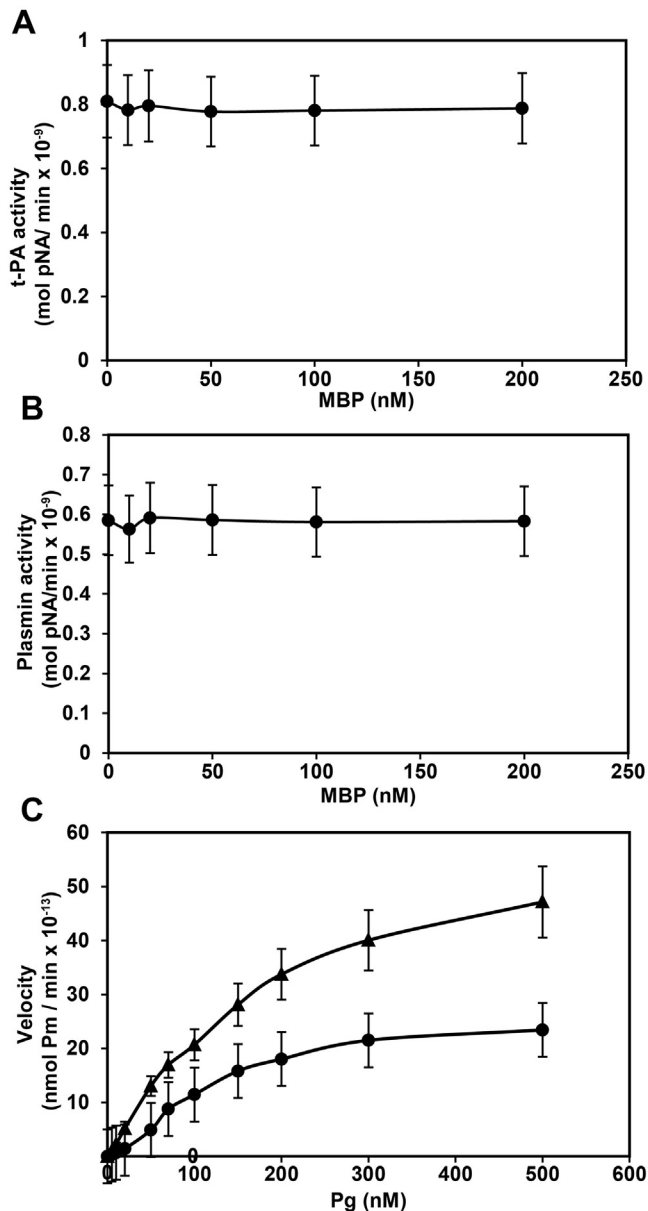 A
1
0.8
0.6
0.4
0.2
0
0 50 100 150 200 250
t-PA activity
(mol pNA/ min x 10⁻⁹)
MBP (nM)
B
0.8
0.7
0.6
0.5
0.4
0.3
0.2
0.1
0
0 50 100 150 200 250
Plasmin activity
(mol pNA/min x 10⁻⁹)
MBP (nM)
C
60
50
40
30
20
10
0
0 100 200 300 400 500 600
Velocity
(nmol Pm / min x 10⁻¹³)
Pg (nM)